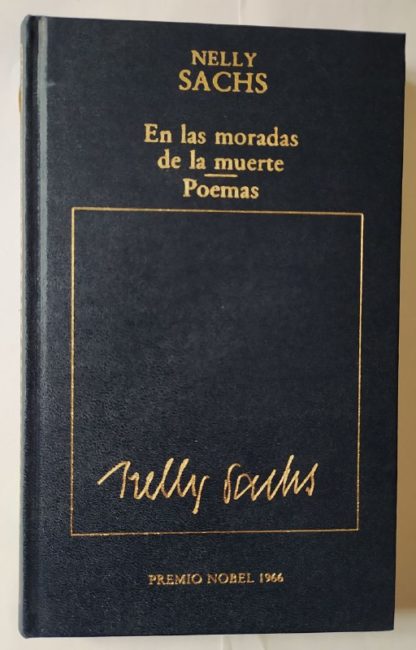 NELLY
SACHS
En las moradas
de la muerte
Poemas
Nelly Sachs
PREMIO NOBEL 1966